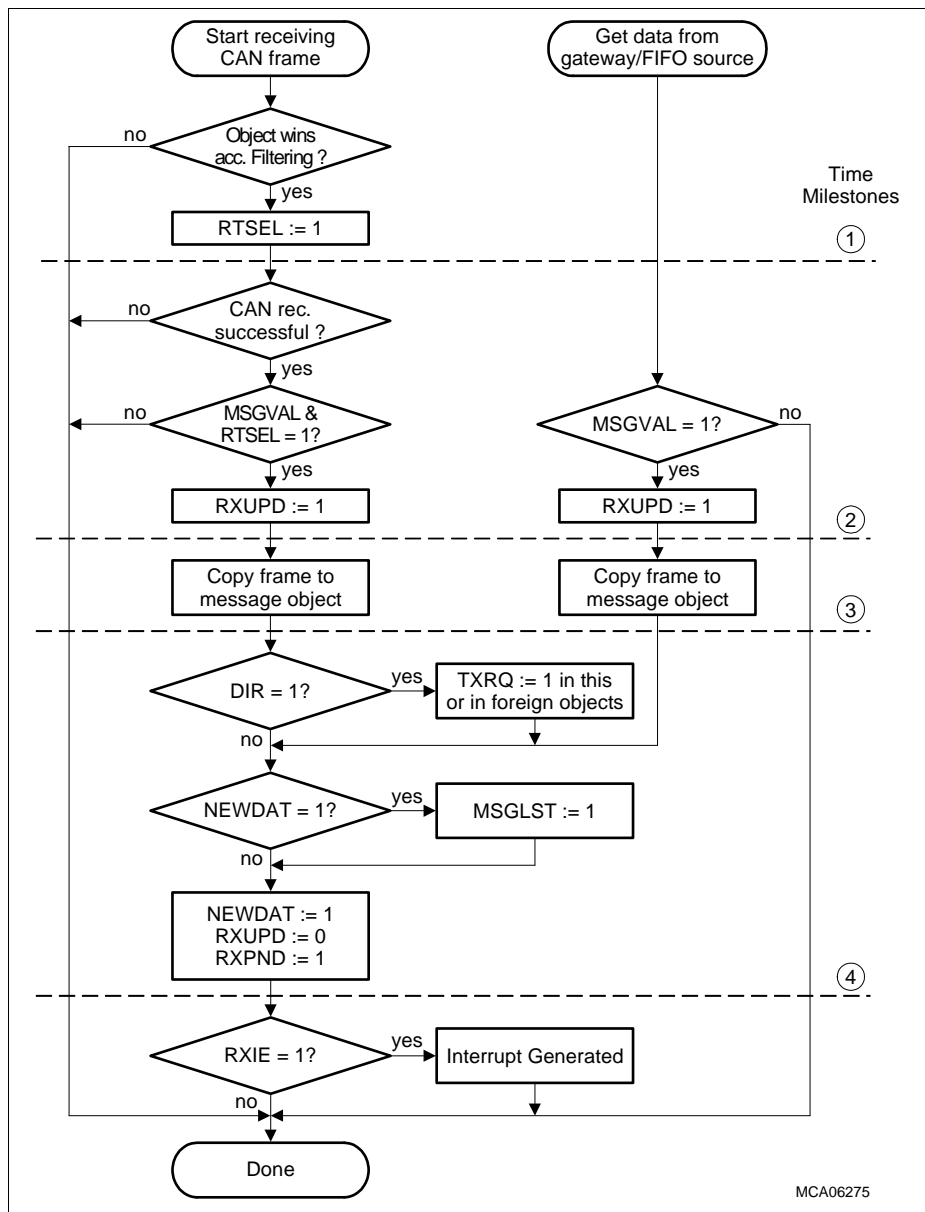 Start receiving
CAN frame
Get data from
gateway/FIFO source
no
Object wins
acc. Filtering ?
yes
Time
Milestones
RTSEL := 1
1
no
CAN rec.
successful ?
yes
no
MSGVAL &
RTSEL = 1?
yes
MSGVAL = 1?
no
yes
RXUPD := 1
RXUPD := 1
2
Copy frame to
message object
Copy frame to
message object
3
DIR = 1?
yes
TXRQ := 1 in this
or in foreign objects
no
NEWDAT = 1?
yes
MSGLST := 1
no
NEWDAT := 1
RXUPD := 0
RXPND := 1
4
RXIE = 1?
yes
Interrupt Generated
no
Done
MCA06275